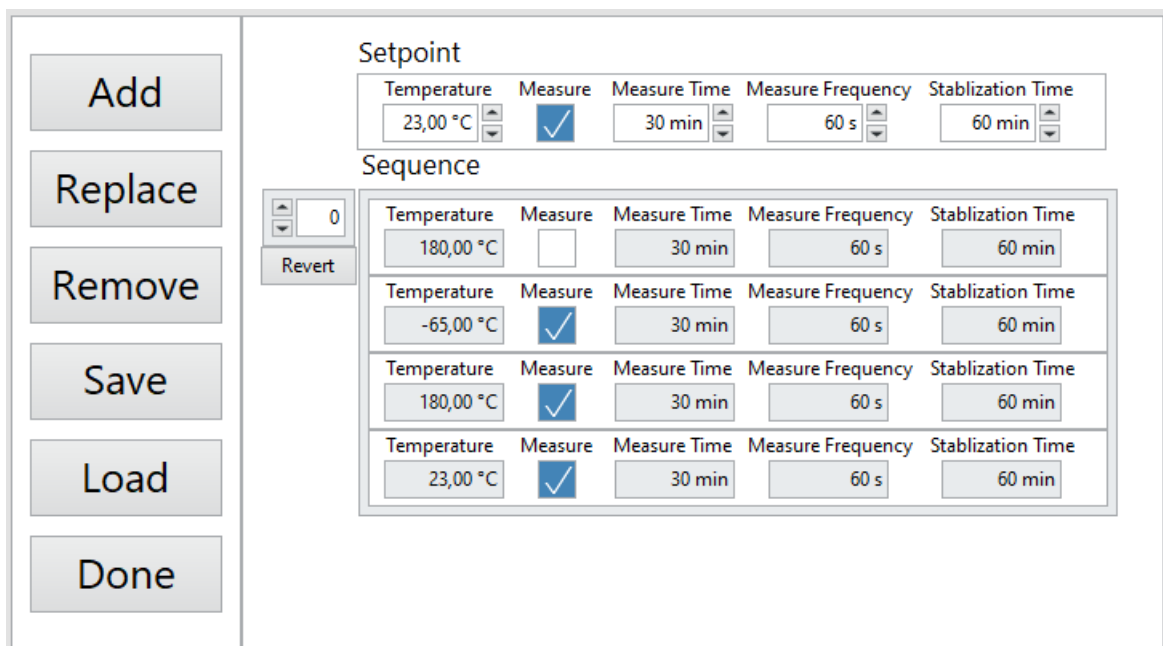 Add
Replace
Remove
Save
Load
Done
Setpoint
Temperature Measure Measure Time Measure Frequency Stablization Time
23,00 °C 30 min 60 s 60 min
Sequence
0
Revert
Temperature Measure Measure Time Measure Frequency Stablization Time
180,00 °C 30 min 60 s 60 min
Temperature Measure Measure Time Measure Frequency Stablization Time
-65,00 °C 30 min 60 s 60 min
Temperature Measure Measure Time Measure Frequency Stablization Time
180,00 °C 30 min 60 s 60 min
Temperature Measure Measure Time Measure Frequency Stablization Time
23,00 °C 30 min 60 s 60 min